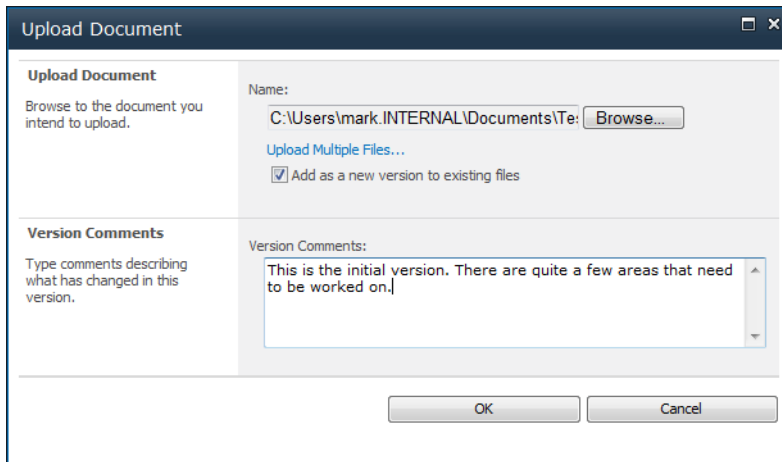 Upload Document
Upload Document
Browse to the document you
intend to upload.
Name:
C:\Users\mark.INTERNAL\Documents\Te
Browse...
Upload Multiple Files...
Add as a new version to existing files
Version Comments
Type comments describing
what has changed in this
version.
Version Comments:
This is the initial version. There are quite a few areas that need
to be worked on.
OK Cancel